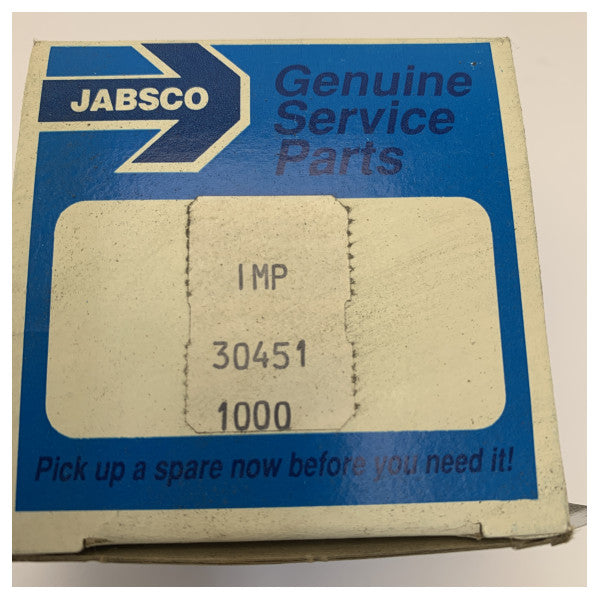 JABSCO
Genuine
Service
Parts
IMP
30451
1000
Pick up a spare now before you need it!